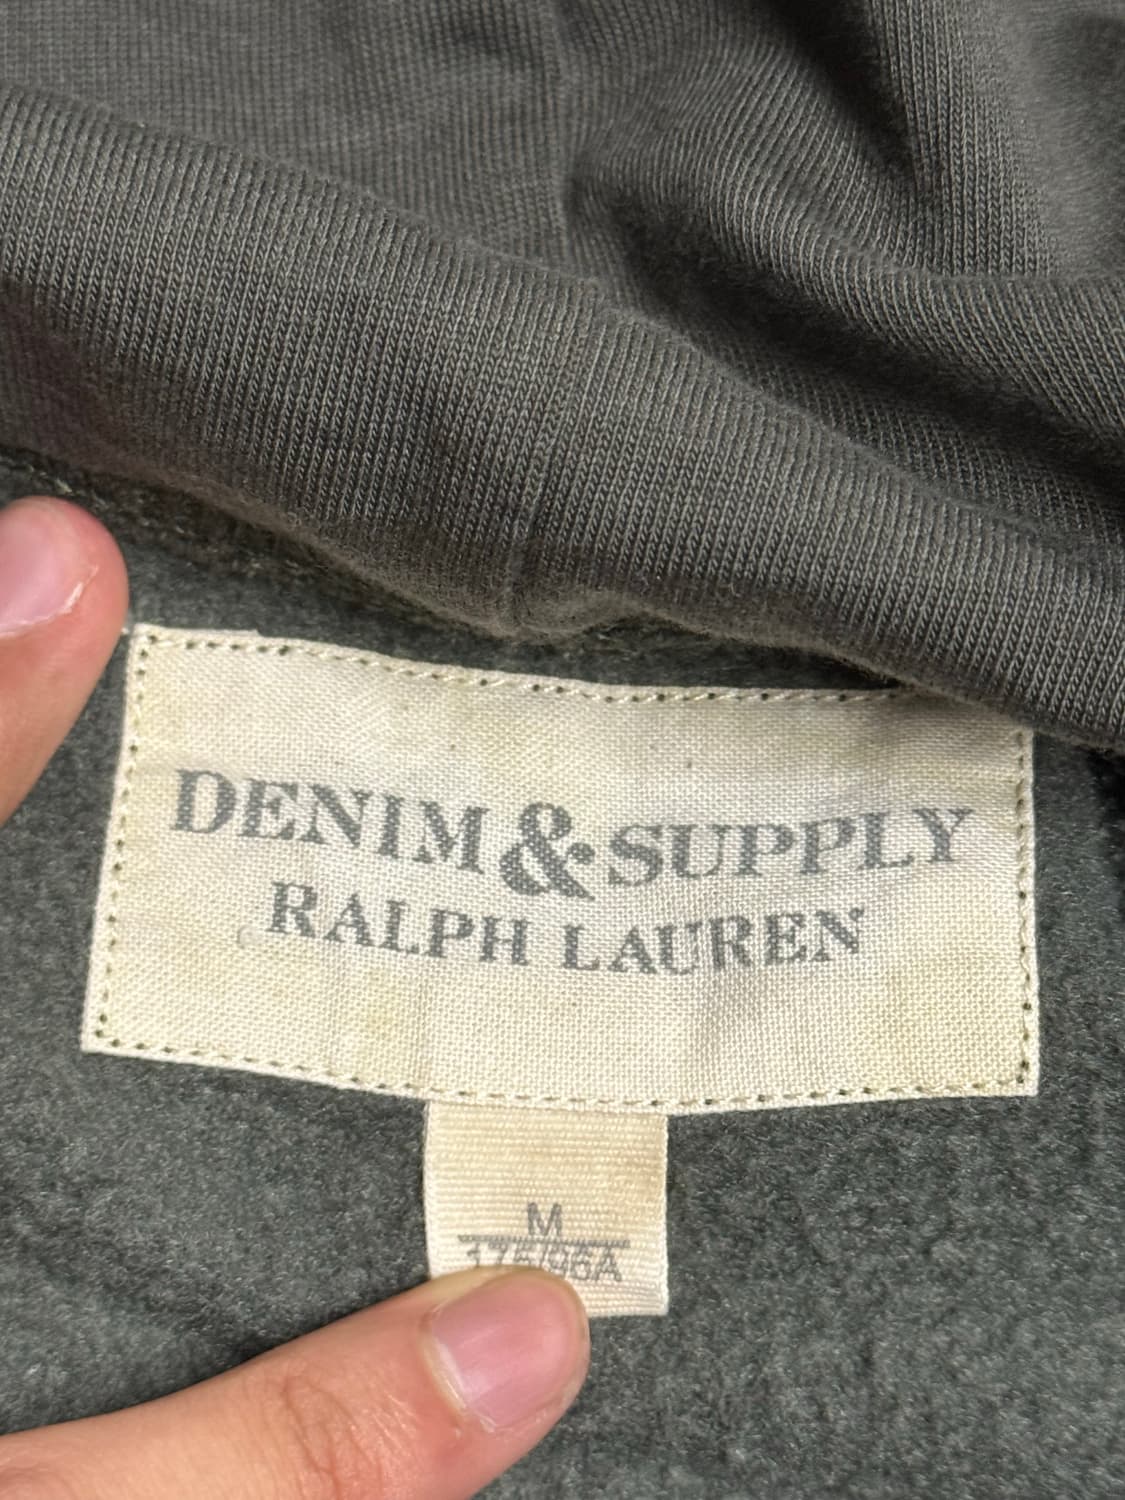 DENIM & SUPPLY
RALPH LAUREN
M
175/96A